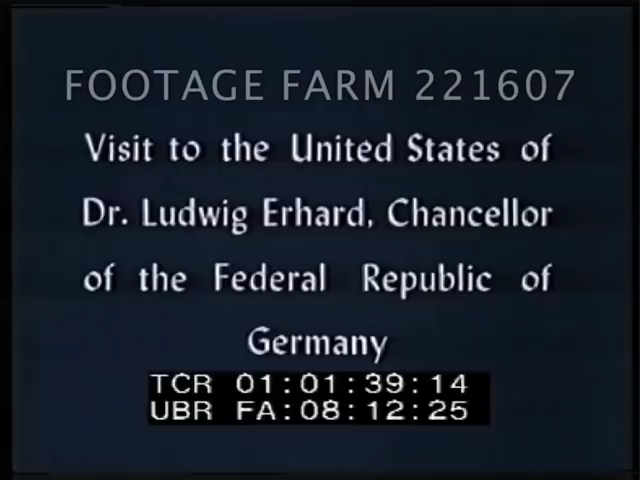 FOOTAGE FARM 221607
Visit to the United States of
Dr. Ludwig Erhard, Chancellor
of the Federal Republic of
Germany
TCR 01:01:39:14
UBR FA:08:12:25